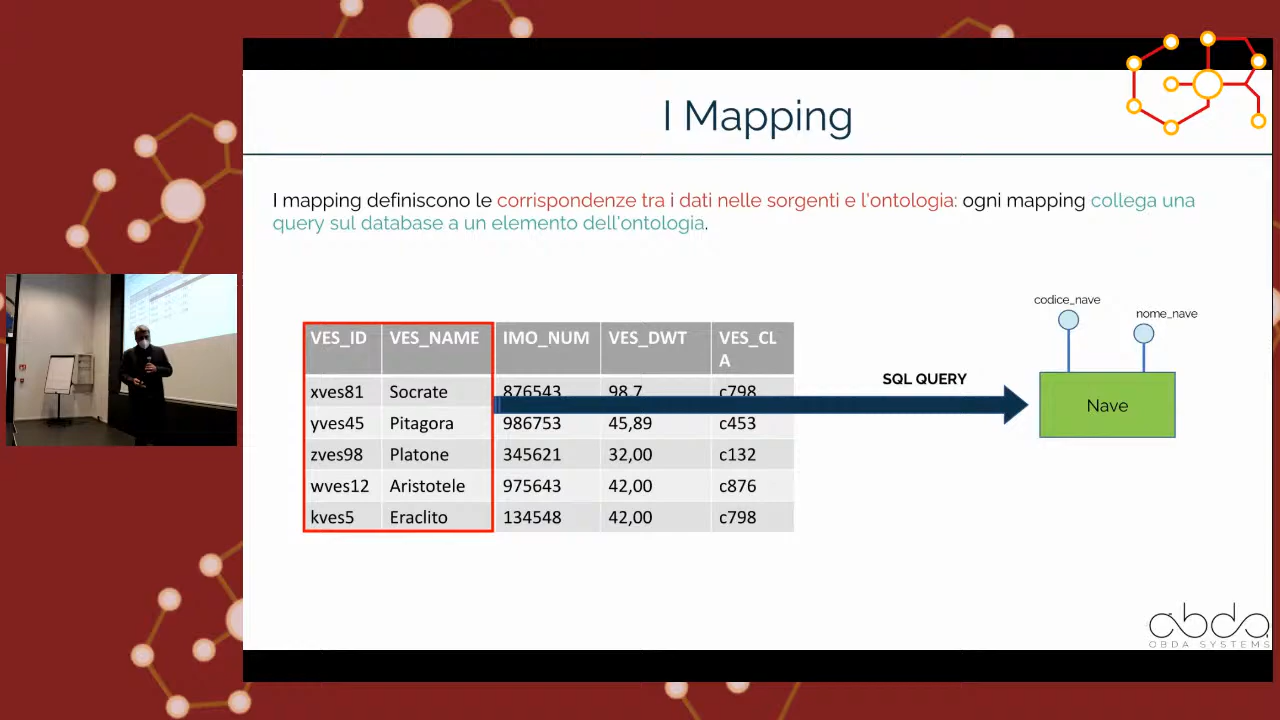 I Mapping
I mapping definiscono le corrispondenze tra i dati nelle sorgenti e l'ontologia: ogni mapping collega una
query sul database a un elemento dell'ontologia.
codice_nave
nome_nave
VES_ID VES_NAME IMO_NUM VES_DWT VES_CL
A
SQL QUERY
xves81 Socrate 876543 98.7 c798
Nave
yves45 Pitagora 986753 45,89 c453
zves98 Platone 345621 32,00 c132
wves12 Aristotele 975643 42,00 c876
kves5 Eraclito 134548 42,00 c798
obda
OBDA SYSTEMS